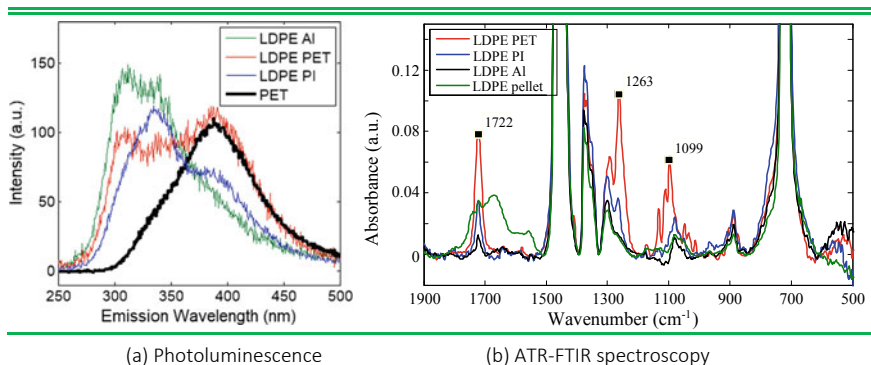 LDPE Al
LDPE PET
LDPE PI
PET
150
100
50
0
250
300
350
400
450
500
Intensity (a.u.)
Emission Wavelength (nm)
LDPE PET
LDPE PI
LDPE Al
LDPE pellet
1722
1263
1099
0.12
0.08
0.04
0
1900
1700
1500
1300
1100
900
700
500
Absorbance (a.u.)
Wavenumber (cm⁻¹)
(a) Photoluminescence
(b) ATR-FTIR spectroscopy